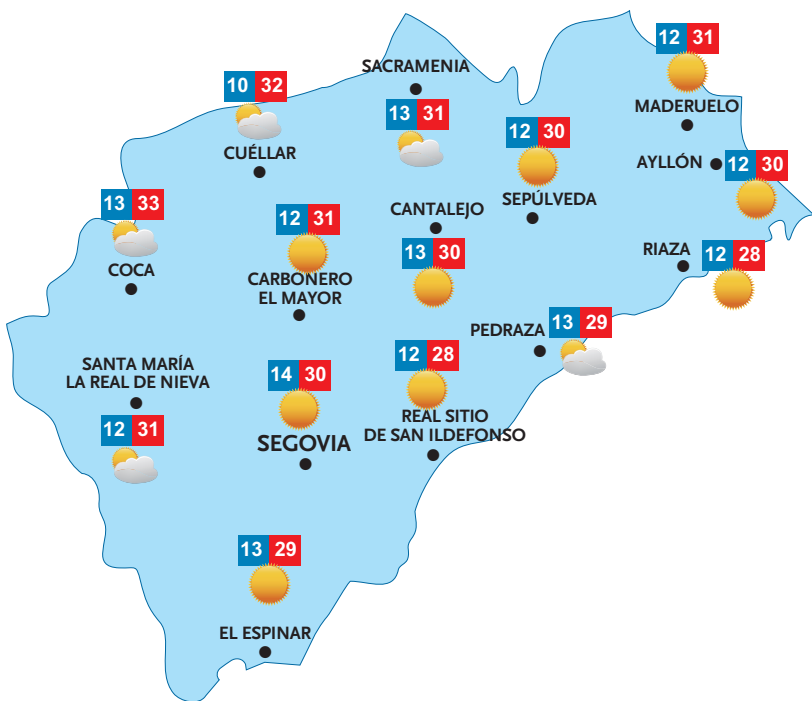 12 31
MADERUELO
SACRAMENIA
13 31
10 32
CUÉLLAR
12 30
SEPÚLVEDA
AYLLÓN
12 30
13 33
COCA
12 31
CARBONERO
EL MAYOR
CANTALEJO
13 30
RIAZA
12 28
PEDRAZA
13 29
SANTA MARÍA
LA REAL DE NIEVA
12 31
14 30
SEGOVIA
12 28
REAL SITIO
DE SAN ILDEFONSO
13 29
EL ESPINAR